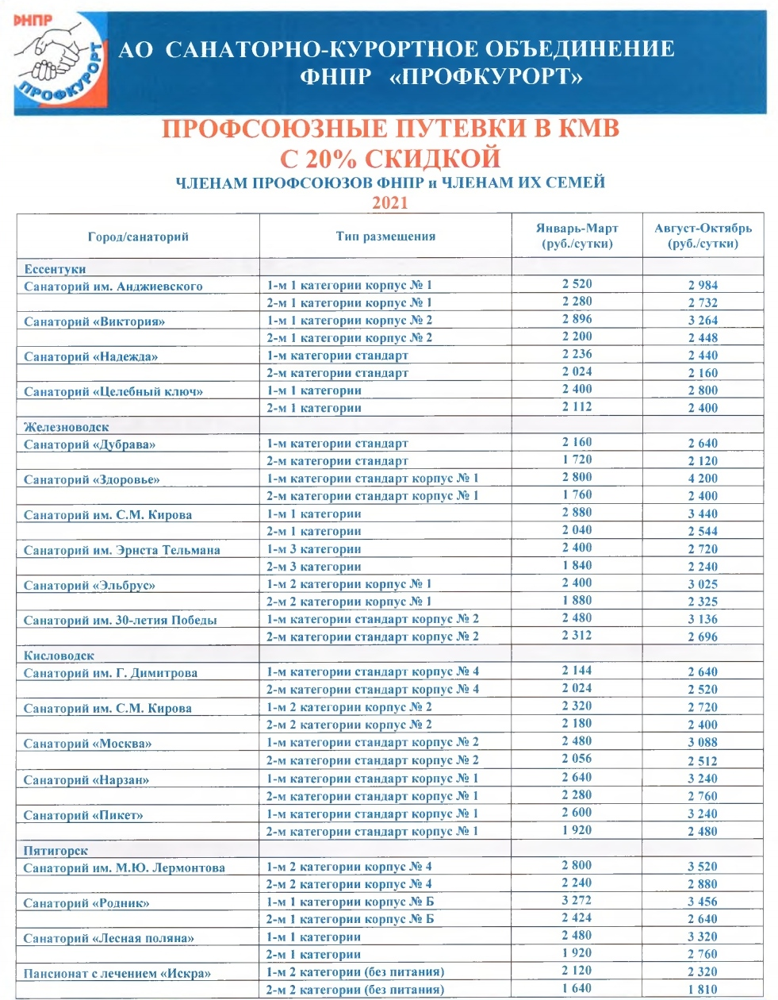 ФНПР
ПРОФКУРОРТ
АО САНАТОРНО-КУРОРТНОЕ ОБЪЕДИНЕНИЕ
ФНПР «ПРОФКУРОРТ»
ПРОФСОЮЗНЫЕ ПУТЕВКИ В КМВ
С 20% СКИДКОЙ
ЧЛЕНАМ ПРОФСОЮЗОВ ФНПР и ЧЛЕНАМ ИХ СЕМЕЙ
2021
Город/санаторий Тип размещения Январь-Март (руб./сутки) Август-Октябрь (руб./сутки)
Ессентуки
Санаторий им. Анджиевского 1-м 1 категории корпус № 1 2 520 2 984
2-м 1 категории корпус № 1 2 280 2 732
Санаторий «Виктория» 1-м 1 категории корпус № 2 2 896 3 264
2-м 1 категории корпус № 2 2 200 2 448
Санаторий «Надежда» 1-м категории стандарт 2 236 2 440
2-м категории стандарт 2 024 2 160
Санаторий «Целебный ключ» 1-м 1 категории 2 400 2 800
2-м 1 категории 2 112 2 400
Железноводск
Санаторий «Дубрава» 1-м категории стандарт 2 160 2 640
2-м категории стандарт 1 720 2 120
Санаторий «Здоровье» 1-м категории стандарт корпус № 1 2 800 4 200
2-м категории стандарт корпус № 1 1 760 2 400
Санаторий им. С.М. Кирова 1-м 1 категории 2 880 3 440
2-м 1 категории 2 040 2 544
Санаторий им. Эрнста Тельмана 1-м 3 категории 2 400 2 720
2-м 3 категории 1 840 2 240
Санаторий «Эльбрус» 1-м 2 категории корпус № 1 2 400 3 025
2-м 2 категории корпус № 1 1 880 2 325
Санаторий им. 30-летия Победы 1-м категории стандарт корпус № 2 2 480 3 136
2-м категории стандарт корпус № 2 2 312 2 696
Кисловодск
Санаторий им. Г. Димитрова 1-м категории стандарт корпус № 4 2 144 2 640
2-м категории стандарт корпус № 4 2 024 2 520
Санаторий им. С.М. Кирова 1-м 2 категории корпус № 2 2 320 2 720
2-м 2 категории корпус № 2 2 180 2 400
Санаторий «Москва» 1-м категории стандарт корпус № 2 2 480 3 088
2-м категории стандарт корпус № 2 2 056 2 512
Санаторий «Нарзан» 1-м категории стандарт корпус № 1 2 640 3 240
2-м категории стандарт корпус № 1 2 280 2 760
Санаторий «Пикет» 1-м категории стандарт корпус № 1 2 600 3 240
2-м категории стандарт корпус № 1 1 920 2 480
Пятигорск
Санаторий им. М.Ю. Лермонтова 1-м 2 категории корпус № 4 2 800 3 520
2-м 2 категории корпус № 4 2 240 2 880
Санаторий «Родник» 1-м 1 категории корпус № Б 3 272 3 456
2-м 1 категории корпус № Б 2 424 2 640
Санаторий «Лесная поляна» 1-м 1 категории 2 480 3 320
2-м 1 категории 1 920 2 760
Пансионат с лечением «Искра» 1-м 2 категории (без питания) 2 120 2 320
2-м 2 категории (без питания) 1 640 1 810